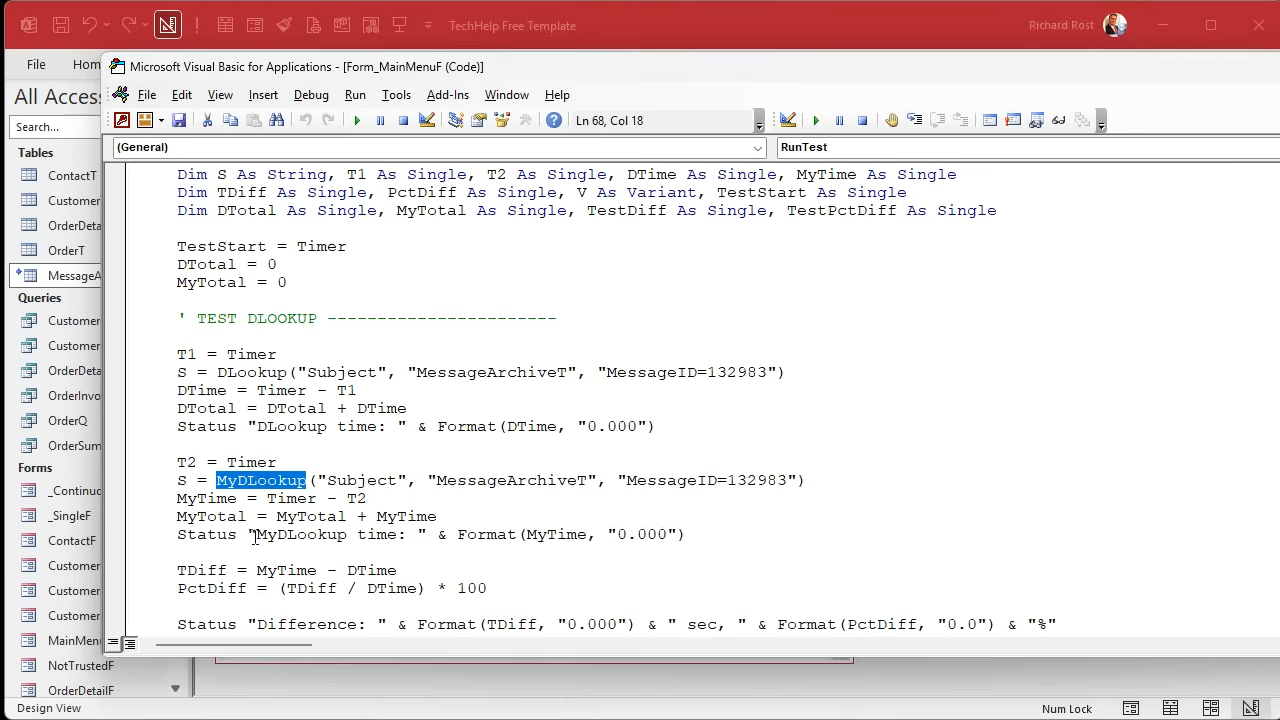 TechHelp Free Template
Richard Rost
File
Home
All Access
Search...
Tables
ContactT
Customer
OrderDeta
OrderT
MessageA
Queries
Customer
Customer
OrderDeta
OrderInvo
OrderQ
OrderSum
Forms
_Continuo
_SingleF
ContactF
Customer
Customer
Customer
MainMenu
NotTrustedF
OrderDetailF
Design View
Num Lock
Microsoft Visual Basic for Applications - [Form_MainMenuF (Code)]
File Edit View Insert Debug Run Tools Add-Ins Window Help
Ln 68, Col 18
(General)
RunTest
Dim S As String, T1 As Single, T2 As Single, DTime As Single, MyTime As Single
Dim TDiff As Single, PctDiff As Single, V As Variant, TestStart As Single
Dim DTotal As Single, MyTotal As Single, TestDiff As Single, TestPctDiff As Single
TestStart = Timer
DTotal = 0
MyTotal = 0
' TEST DLOOKUP -----------------------
T1 = Timer
S = DLookup("Subject", "MessageArchiveT", "MessageID=132983")
DTime = Timer - T1
DTotal = DTotal + DTime
Status "DLookup time: " & Format(DTime, "0.000")
T2 = Timer
S = MyDLookup("Subject", "MessageArchiveT", "MessageID=132983")
MyTime = Timer - T2
MyTotal = MyTotal + MyTime
Status "MyDLookup time: " & Format(MyTime, "0.000")
TDiff = MyTime - DTime
PctDiff = (TDiff / DTime) * 100
Status "Difference: " & Format(TDiff, "0.000") & " sec, " & Format(PctDiff, "0.0") & "%"